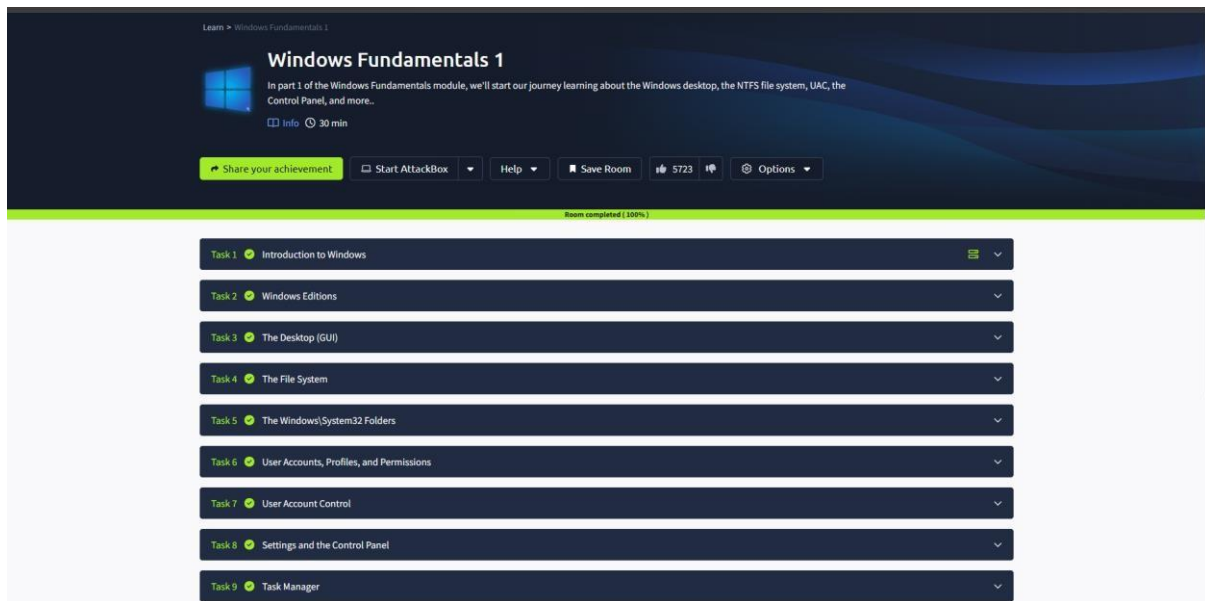 Learn > Windows Fundamentals 1
Windows Fundamentals 1
In part 1 of the Windows Fundamentals module, we'll start our journey learning about the Windows desktop, the NTFS file system, UAC, the
Control Panel, and more..
Info 30 min
Share your achievement Start AttackBox Help Save Room 5723 Options
Room completed ( 100% )
Task 1 Introduction to Windows
Task 2 Windows Editions
Task 3 The Desktop (GUI)
Task 4 The File System
Task 5 The Windows\System32 Folders
Task 6 User Accounts, Profiles, and Permissions
Task 7 User Account Control
Task 8 Settings and the Control Panel
Task 9 Task Manager